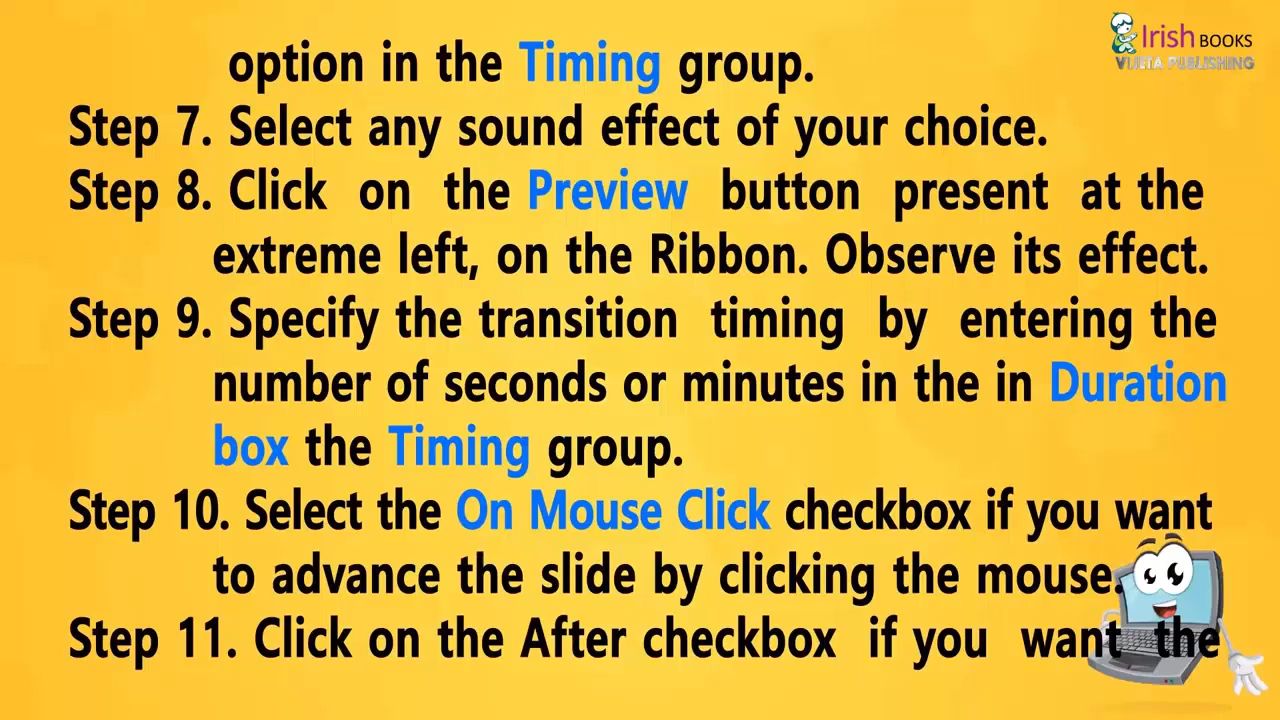 Irish BOOKS
VIJETA PUBLISHING
option in the Timing group.
Step 7. Select any sound effect of your choice.
Step 8. Click on the Preview button present at the
extreme left, on the Ribbon. Observe its effect.
Step 9. Specify the transition timing by entering the
number of seconds or minutes in the in Duration
box the Timing group.
Step 10. Select the On Mouse Click checkbox if you want
to advance the slide by clicking the mouse.
Step 11. Click on the After checkbox if you want the